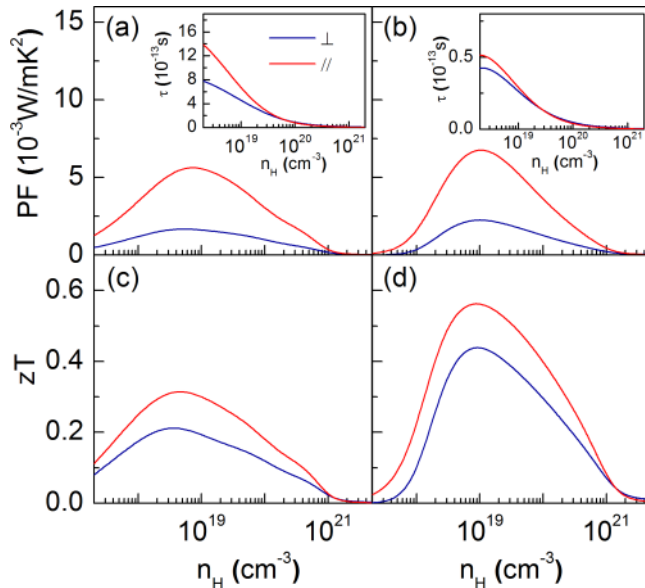 (a)
τ (10⁻¹³s)
16
12
8
4
0
10¹⁹ 10²⁰ 10²¹
n_H (cm⁻³)
⊥
//
(b)
τ (10⁻¹³s)
1.0
0.5
0.0
10¹⁹ 10²⁰ 10²¹
n_H (cm⁻³)
PF (10⁻³W/mK²)
15
10
5
0
(c)
(d)
zT
0.6
0.4
0.2
0.0
10¹⁹ 10²¹
n_H (cm⁻³)
10¹⁹ 10²¹
n_H (cm⁻³)